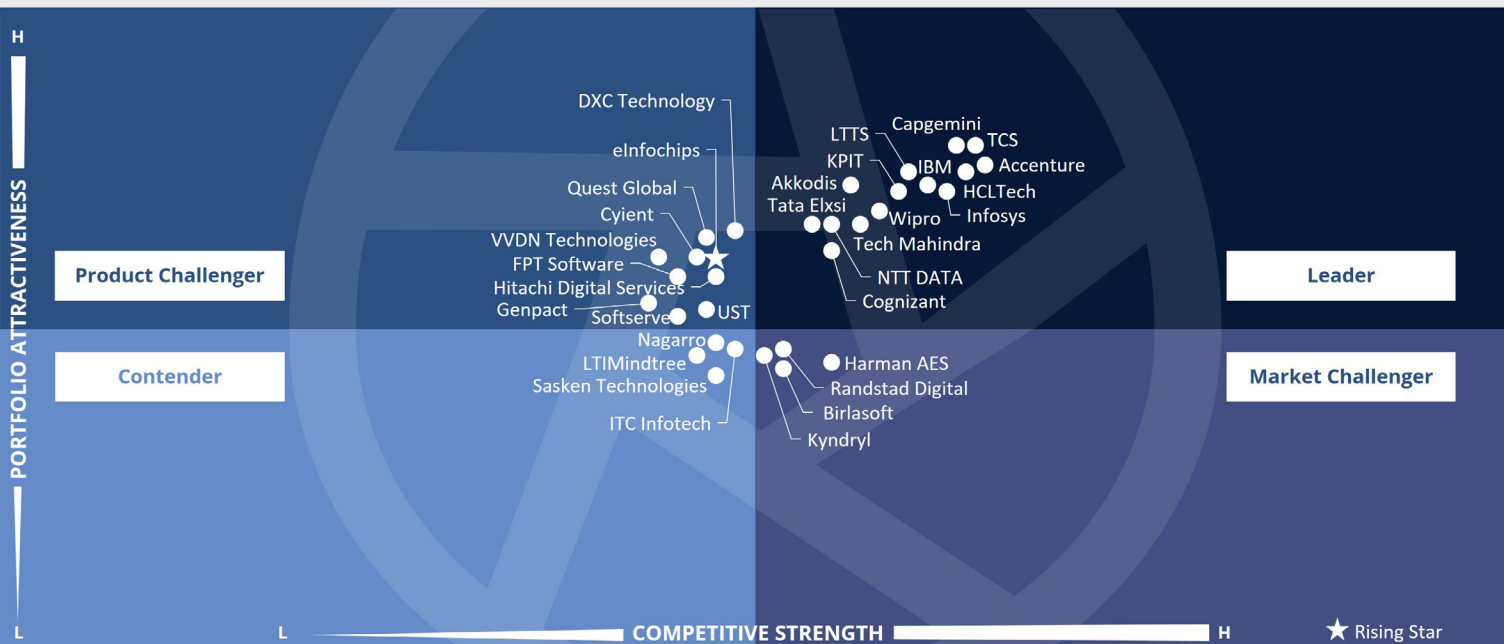 H
PORTFOLIO ATTRACTIVENESS
L
DXC Technology
eInfochips
Quest Global
Cyient
VVDN Technologies
FPT Software
Hitachi Digital Services
Genpact
Softserve
UST
Product Challenger
Capgemini
LTTS
TCS
KPIT
IBM
Accenture
Akkodis
HCLTech
Tata Elxsi
Infosys
Wipro
Tech Mahindra
NTT DATA
Cognizant
Leader
Contender
Nagarro
LTIMindtree
Sasken Technologies
ITC Infotech
Harman AES
Randstad Digital
Birlasoft
Kyndryl
Market Challenger
L
COMPETITIVE STRENGTH
H
Rising Star